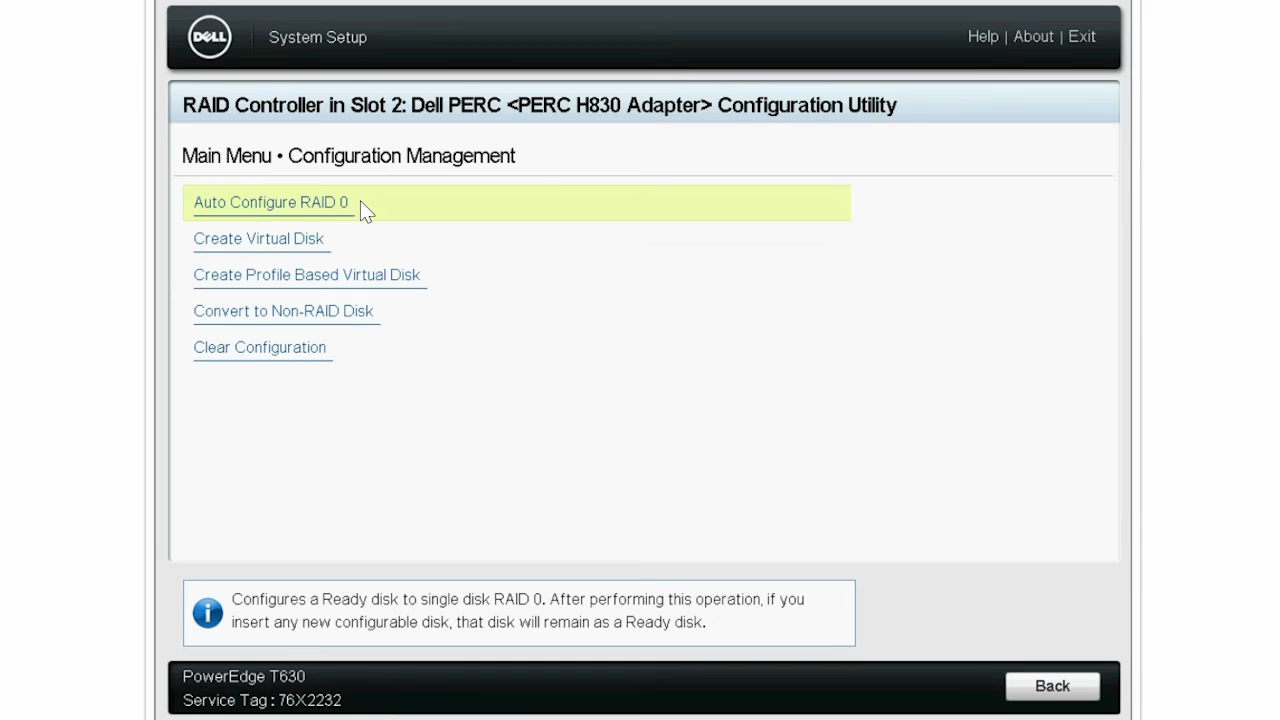 DELL
System Setup
Help | About | Exit
RAID Controller in Slot 2: Dell PERC <PERC H830 Adapter> Configuration Utility
Main Menu • Configuration Management
Auto Configure RAID 0
Create Virtual Disk
Create Profile Based Virtual Disk
Convert to Non-RAID Disk
Clear Configuration
Configures a Ready disk to single disk RAID 0. After performing this operation, if you
insert any new configurable disk, that disk will remain as a Ready disk.
PowerEdge T630
Service Tag : 76X2232
Back